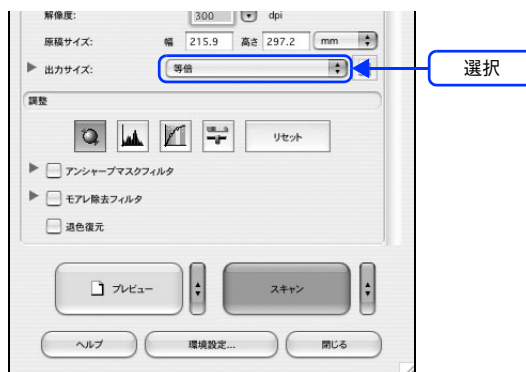 解像度: 300 dpi
原稿サイズ: 幅 215.9 高さ 297.2 mm
出力サイズ: 等倍
選択
調整
リセット
アンシャープマスクフィルタ
モアレ除去フィルタ
退色復元
プレビュー スキャン
ヘルプ 環境設定... 閉じる